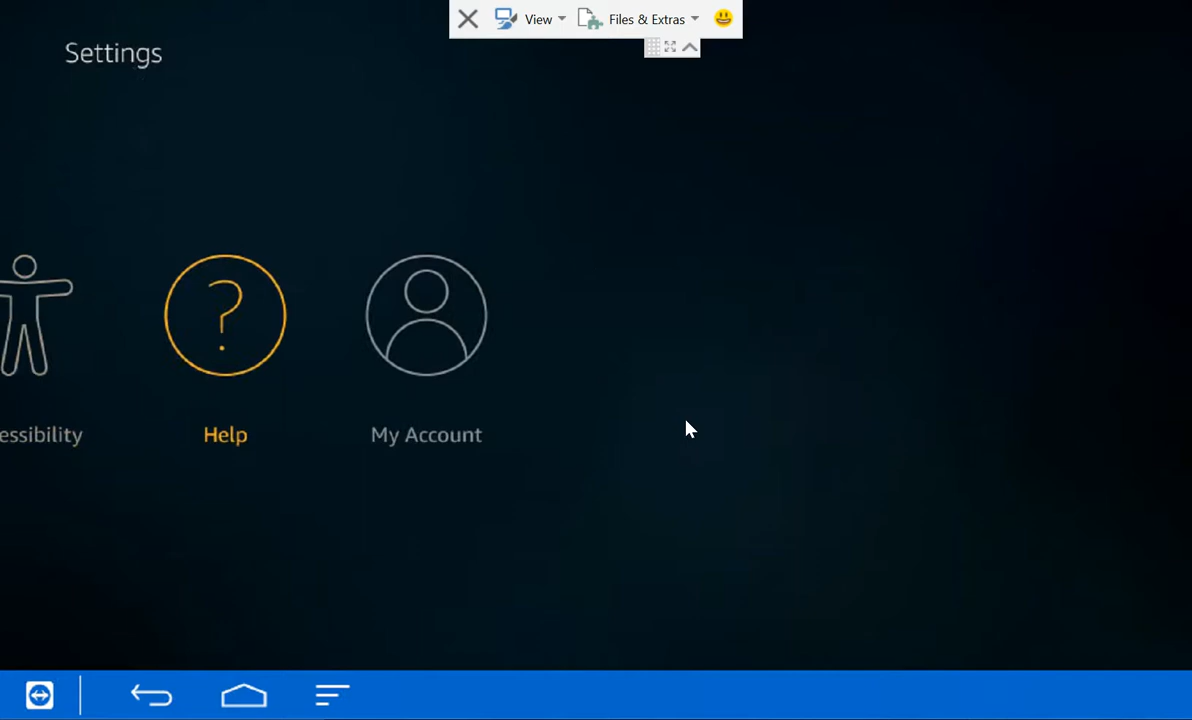 View
Files & Extras
Settings
essibility
Help
My Account